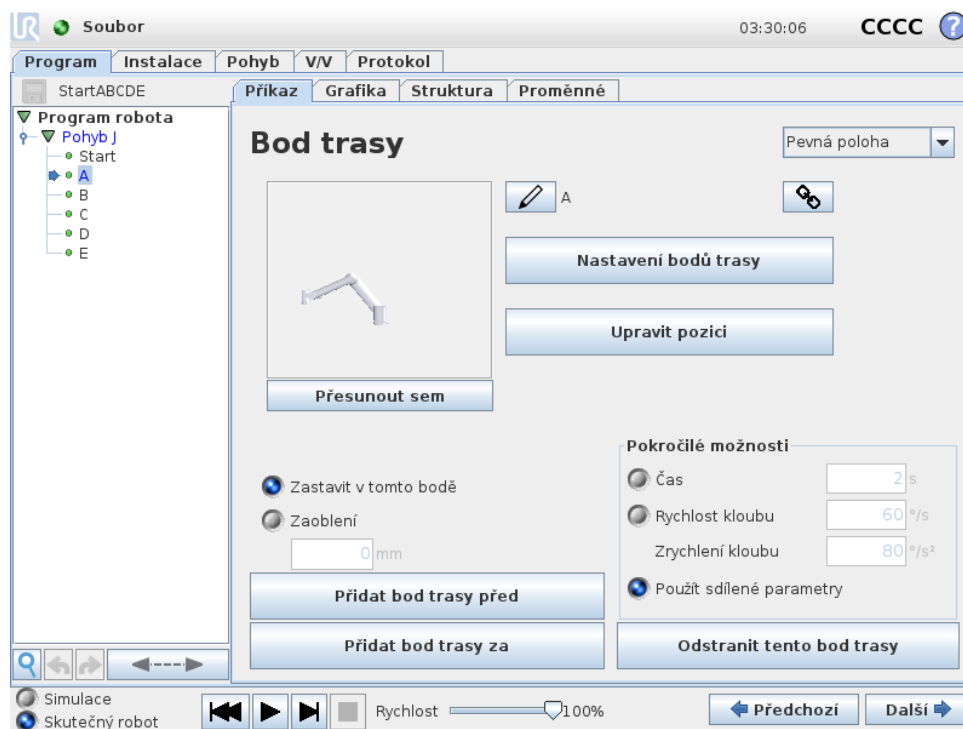 UR Soubor 03:30:06 CCCC ?
Program Instalace Pohyb V/V Protokol
StartABCDE Příkaz Grafika Struktura Proměnné
Program robota
Pohyb J
Start
A
B
C
D
E
Bod trasy
Pevná poloha
A
Nastavení bodů trasy
Upravit pozici
Přesunout sem
Zastavit v tomto bodě
Zaoblení
0 mm
Pokročilé možnosti
Čas 2 s
Rychlost kloubu 60 °/s
Zrychlení kloubu 80 °/s²
Použít sdílené parametry
Přidat bod trasy před
Přidat bod trasy za
Odstranit tento bod trasy
Simulace
Skutečný robot
Rychlost 100%
Předchozí Další